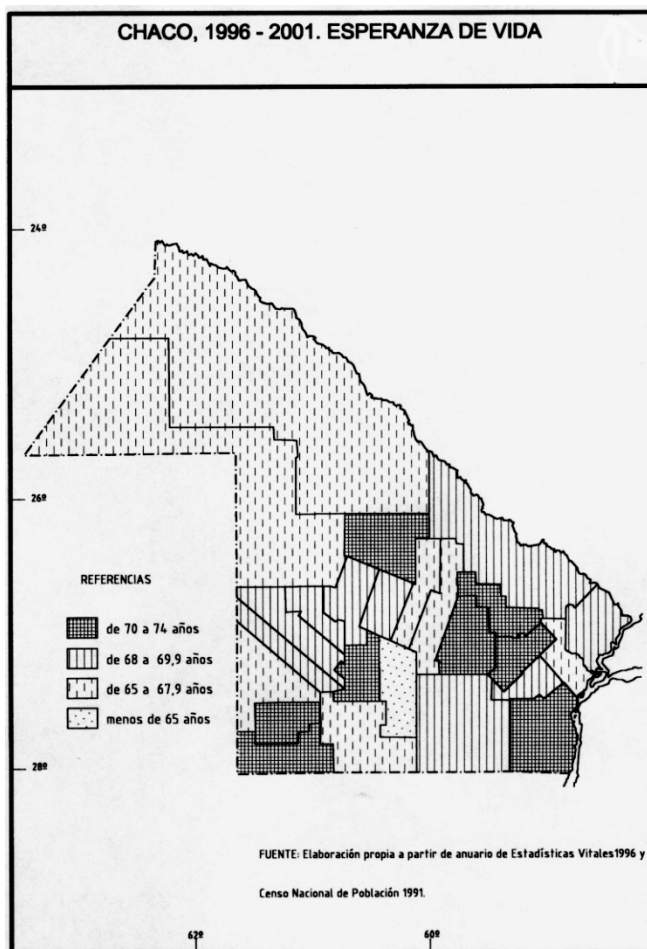 CHACO, 1996 - 2001. ESPERANZA DE VIDA
24º
26º
REFERENCIAS
de 70 a 74 años
de 68 a 69,9 años
de 65 a 67,9 años
menos de 65 años
28º
FUENTE: Elaboración propia a partir de anuario de Estadísticas Vitales1996 y
Censo Nacional de Población 1991.
62º
60º